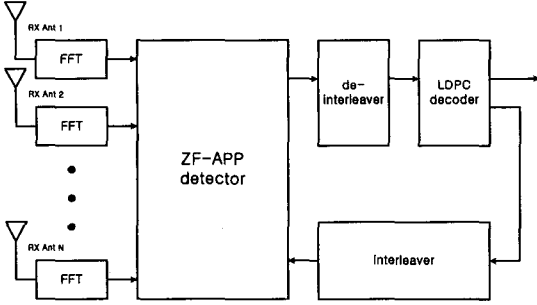 RX Ant 1
FFT
RX Ant 2
FFT
RX Ant N
FFT
ZF-APP
detector
de-
interleaver
LDPC
decoder
interleaver